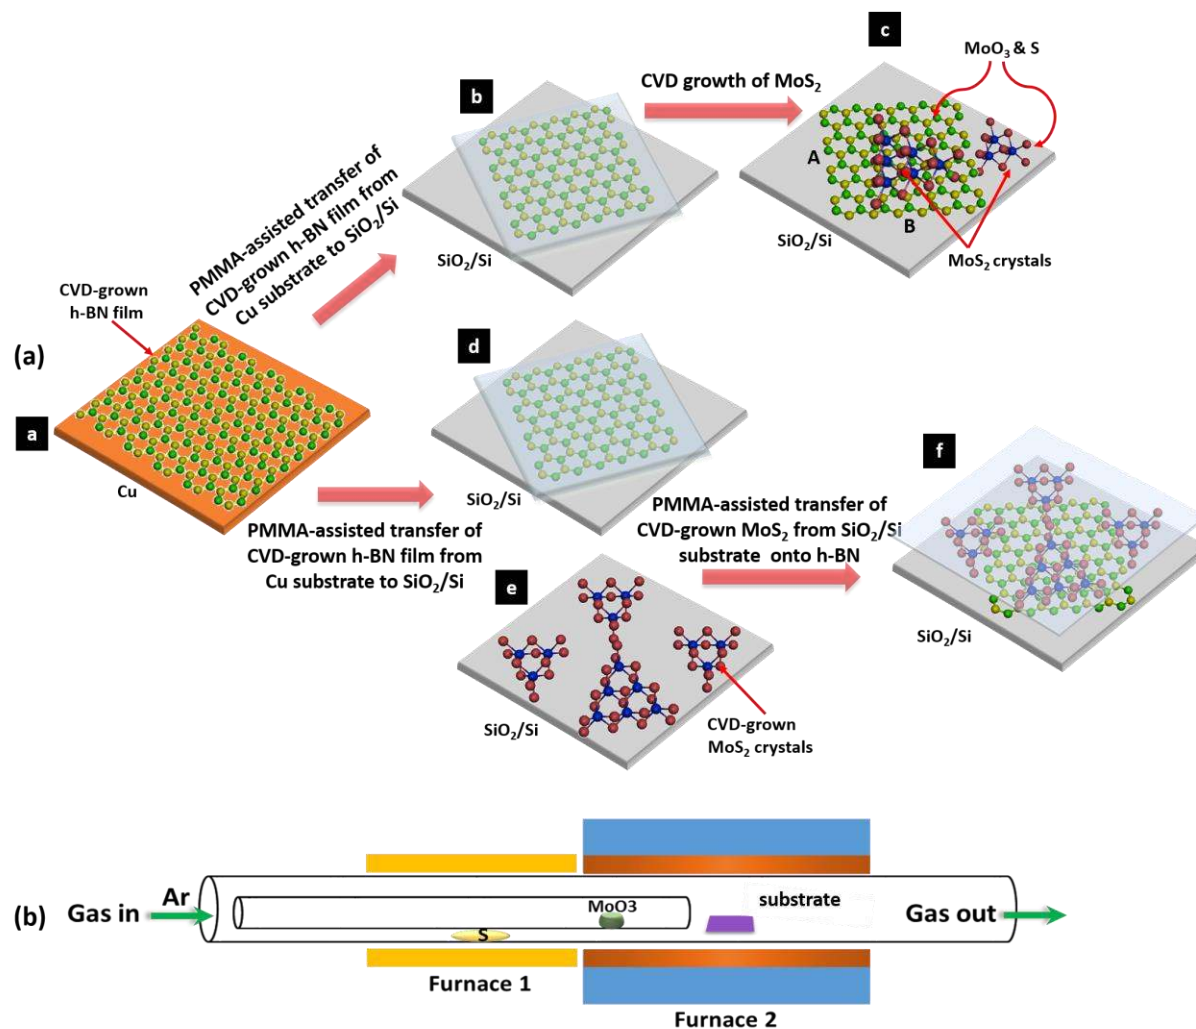 c
MoO₃ & S
CVD growth of MoS₂
b
A
B
SiO₂/Si
MoS₂ crystals
SiO₂/Si
PMMA-assisted transfer of
CVD-grown h-BN film from
Cu substrate to SiO₂/Si
CVD-grown
h-BN film
(a)
a
Cu
d
SiO₂/Si
PMMA-assisted transfer of
CVD-grown h-BN film from
Cu substrate to SiO₂/Si
PMMA-assisted transfer of
CVD-grown MoS₂ from SiO₂/Si
substrate onto h-BN
f
SiO₂/Si
e
SiO₂/Si
CVD-grown
MoS₂ crystals
(b)
Gas in
Ar
S
MoO3
substrate
Gas out
Furnace 1
Furnace 2